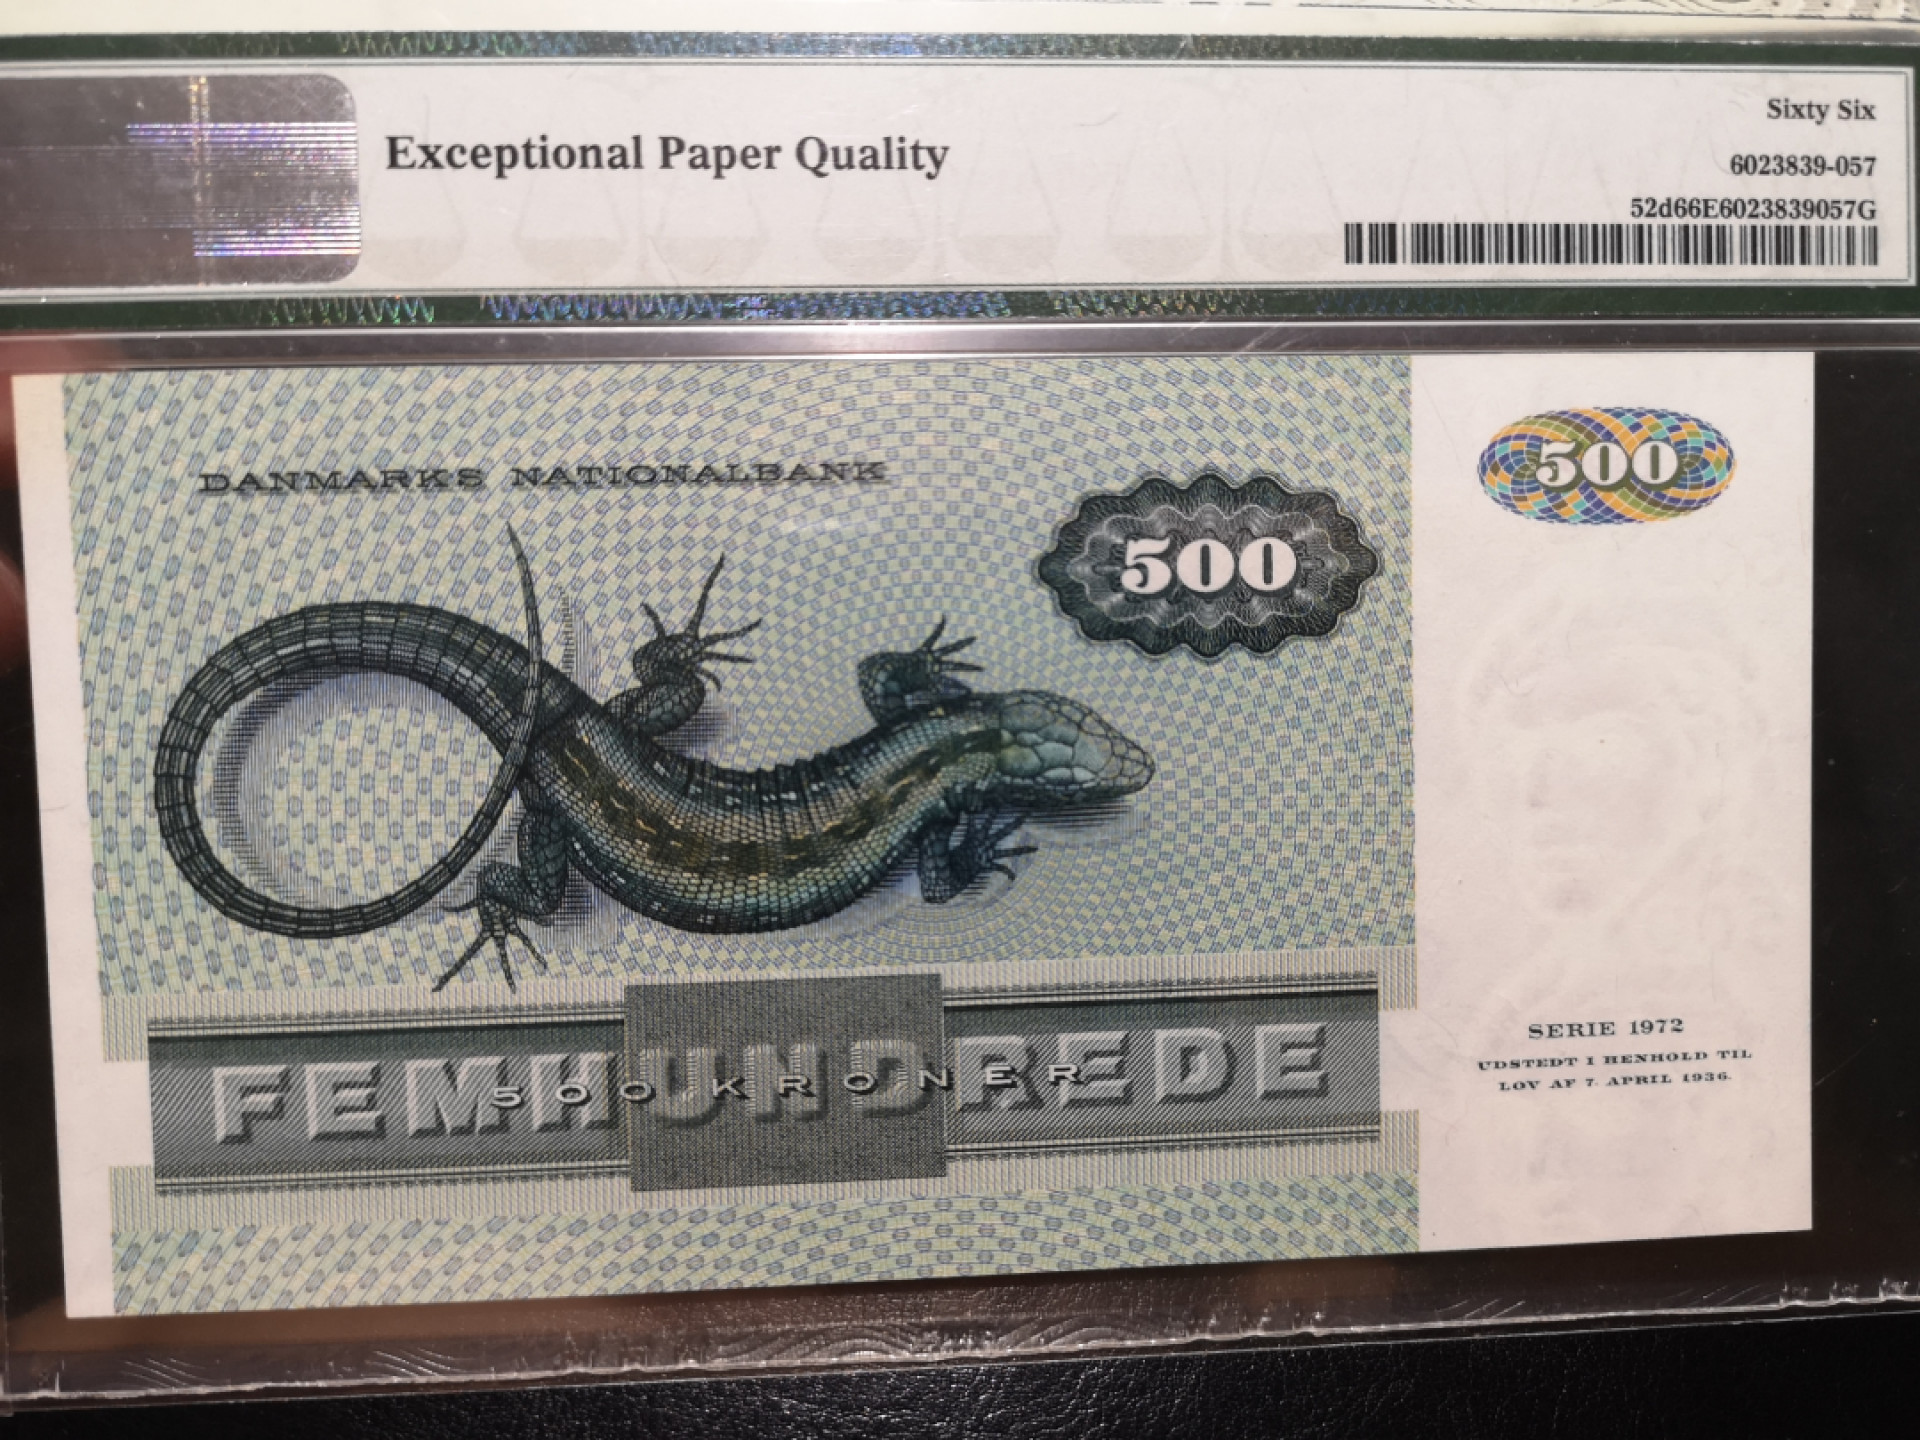 Exceptional Paper Quality
Sixty Six
6023839-057
52d66E6023839057G
DANMARKS NATIONALBANK
500
500
FEMHUNDREDE
500 KRONER
SERIE 1972
UDSTEDT I HENHOLD TIL
LOV AF 7. APRIL 1936.